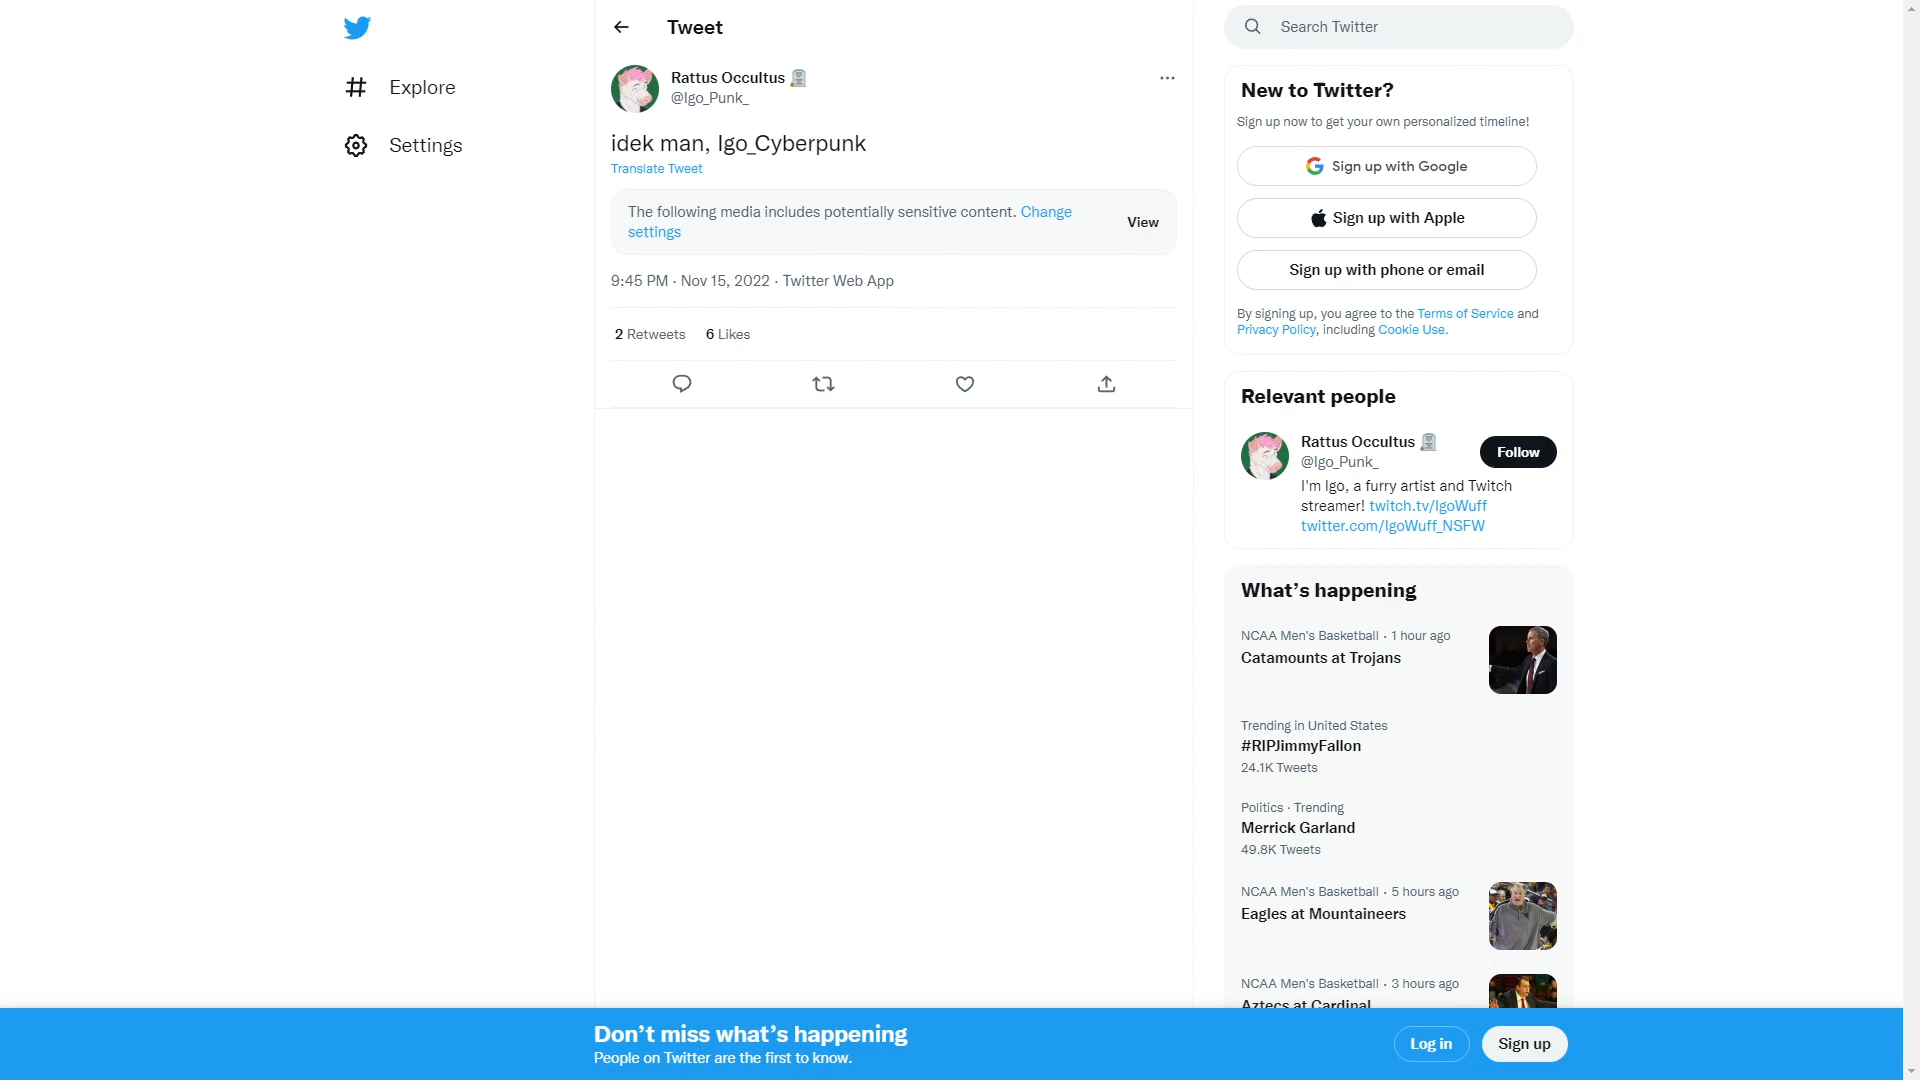 Explore
Settings
Tweet
Rattus Occultus
@Igo_Punk_
idek man, Igo_Cyberpunk
Translate Tweet
The following media includes potentially sensitive content. Change
settings
View
9:45 PM · Nov 15, 2022 · Twitter Web App
2 Retweets 6 Likes
Search Twitter
New to Twitter?
Sign up now to get your own personalized timeline!
Sign up with Google
Sign up with Apple
Sign up with phone or email
By signing up, you agree to the Terms of Service and
Privacy Policy, including Cookie Use.
Relevant people
Rattus Occultus
@Igo_Punk_
Follow
I'm Igo, a furry artist and Twitch
streamer! twitch.tv/IgoWuff
twitter.com/IgoWuff_NSFW
What's happening
NCAA Men's Basketball · 1 hour ago
Catamounts at Trojans
Trending in United States
#RIPJimmyFallon
24.1K Tweets
Politics · Trending
Merrick Garland
49.8K Tweets
NCAA Men's Basketball · 5 hours ago
Eagles at Mountaineers
NCAA Men's Basketball · 3 hours ago
Aztecs at Cardinal
Don't miss what's happening
People on Twitter are the first to know.
Log in
Sign up